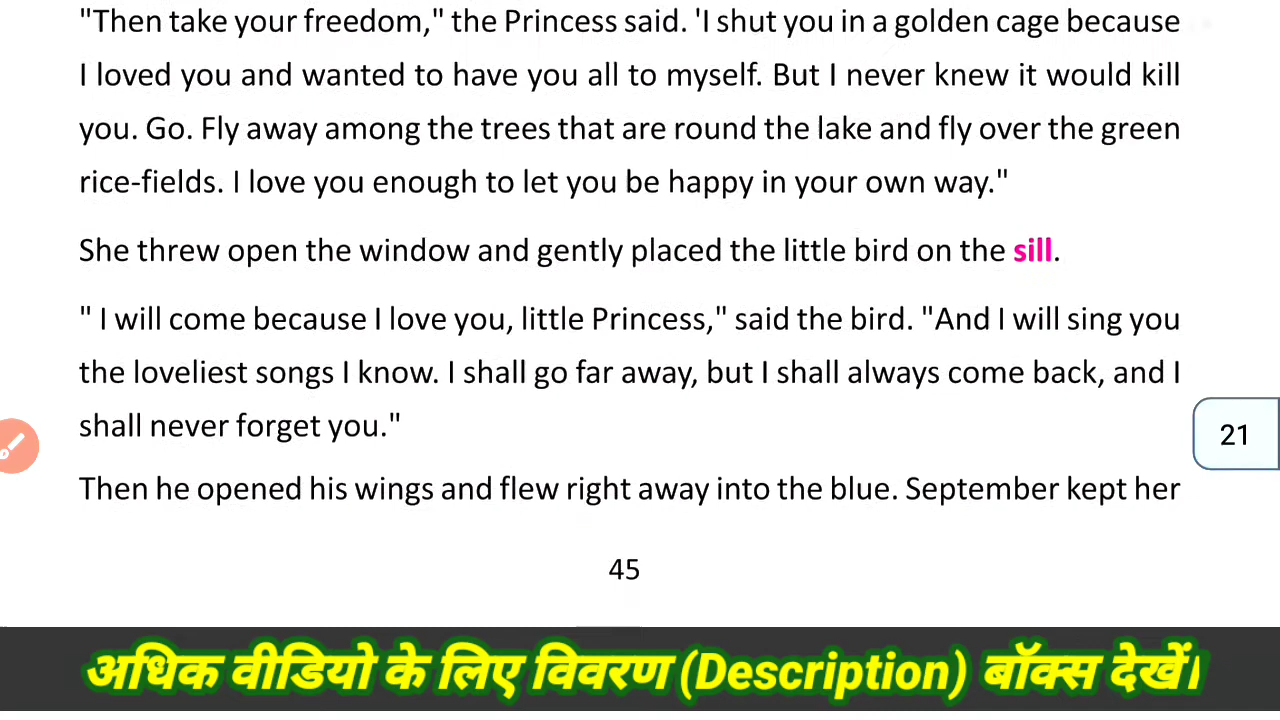 "Then take your freedom," the Princess said. 'I shut you in a golden cage because
I loved you and wanted to have you all to myself. But I never knew it would kill
you. Go. Fly away among the trees that are round the lake and fly over the green
rice-fields. I love you enough to let you be happy in your own way."
She threw open the window and gently placed the little bird on the sill.
" I will come because I love you, little Princess," said the bird. "And I will sing you
the loveliest songs I know. I shall go far away, but I shall always come back, and I
shall never forget you."
21
Then he opened his wings and flew right away into the blue. September kept her
45
अधिक वीडियो के लिए विवरण (Description) बॉक्स देखें।